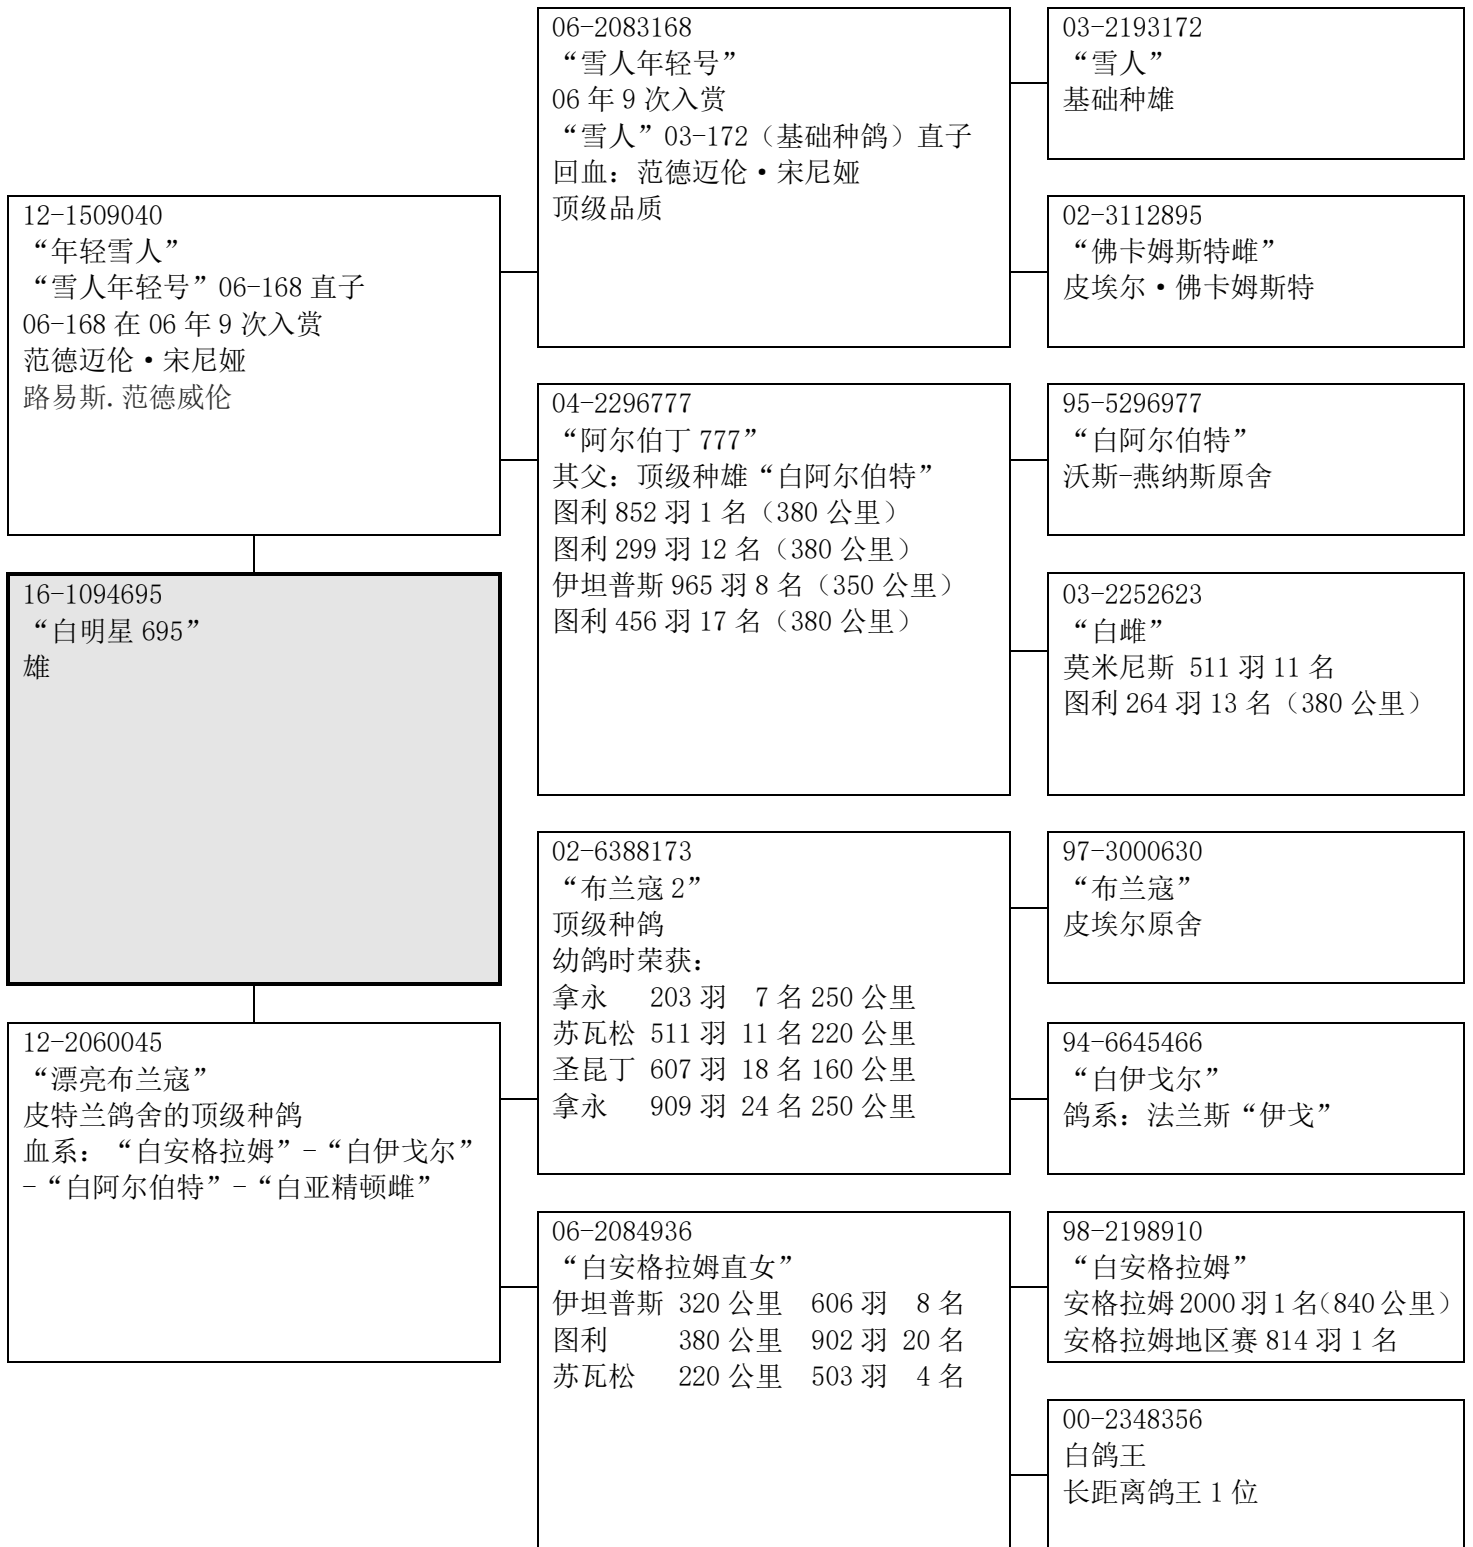 06-2083168
“雪人年轻号”
06 年 9 次入赏
“雪人”03-172（基础种鸽）直子
回血：范德迈伦•宋尼娅
顶级品质
03-2193172
“雪人”
基础种雄
12-1509040
“年轻雪人”
“雪人年轻号”06-168 直子
06-168 在 06 年 9 次入赏
范德迈伦•宋尼娅
路易斯.范德威伦
02-3112895
“佛卡姆斯特雌”
皮埃尔•佛卡姆斯特
04-2296777
“阿尔伯丁 777”
其父：顶级种雄“白阿尔伯特”
图利 852 羽 1 名（380 公里）
图利 299 羽 12 名（380 公里）
伊坦普斯 965 羽 8 名（350 公里）
图利 456 羽 17 名（380 公里）
95-5296977
“白阿尔伯特”
沃斯-燕纳斯原舍
16-1094695
“白明星 695”
雄
03-2252623
“白雌”
莫米尼斯 511 羽 11 名
图利 264 羽 13 名（380 公里）
02-6388173
“布兰寇 2”
顶级种鸽
幼鸽时荣获：
拿永 203 羽 7 名 250 公里
苏瓦松 511 羽 11 名 220 公里
圣昆丁 607 羽 18 名 160 公里
拿永 909 羽 24 名 250 公里
97-3000630
“布兰寇”
皮埃尔原舍
12-2060045
“漂亮布兰寇”
皮特兰鸽舍的顶级种鸽
血系：“白安格拉姆”-“白伊戈尔”
-“白阿尔伯特”-“白亚精顿雌”
94-6645466
“白伊戈尔”
鸽系：法兰斯“伊戈”
06-2084936
“白安格拉姆直女”
伊坦普斯 320 公里 606 羽 8 名
图利 380 公里 902 羽 20 名
苏瓦松 220 公里 503 羽 4 名
98-2198910
“白安格拉姆”
安格拉姆 2000 羽 1 名（840 公里）
安格拉姆地区赛 814 羽 1 名
00-2348356
白鸽王
长距离鸽王 1 位